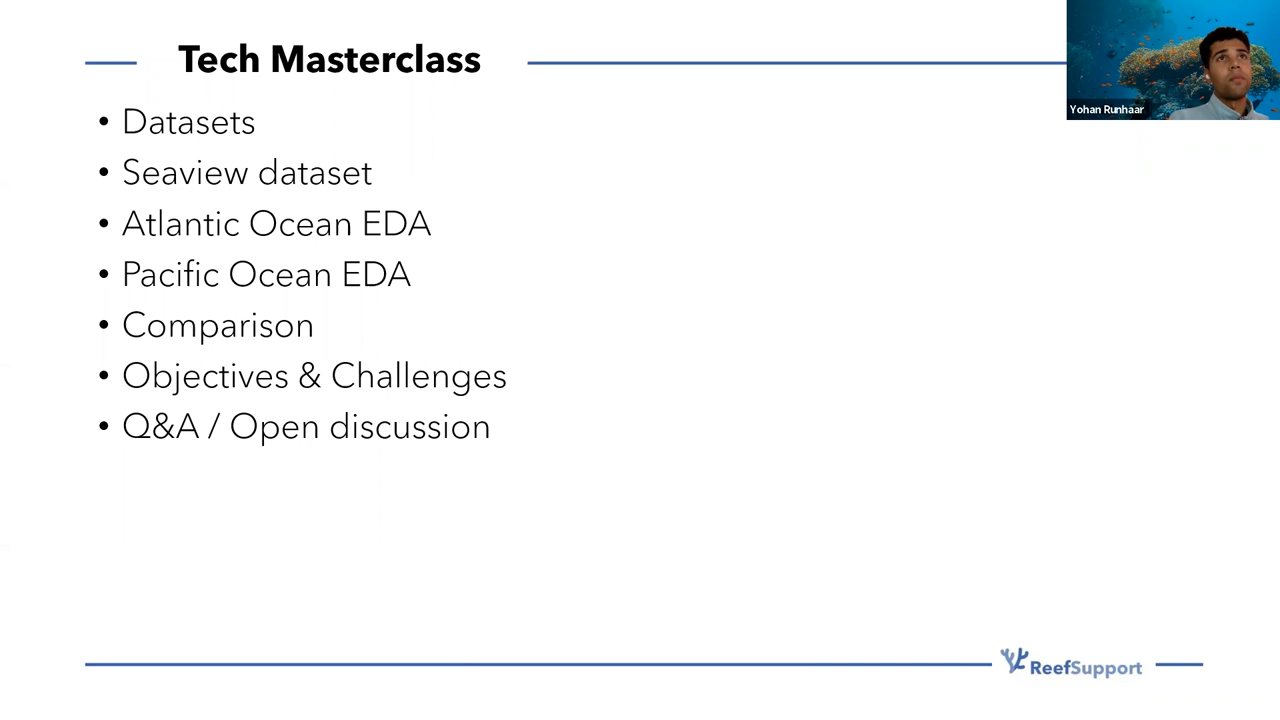 Tech Masterclass
Yohan Runhaar
• Datasets
• Seaview dataset
• Atlantic Ocean EDA
• Pacific Ocean EDA
• Comparison
• Objectives & Challenges
• Q&A / Open discussion
ReefSupport